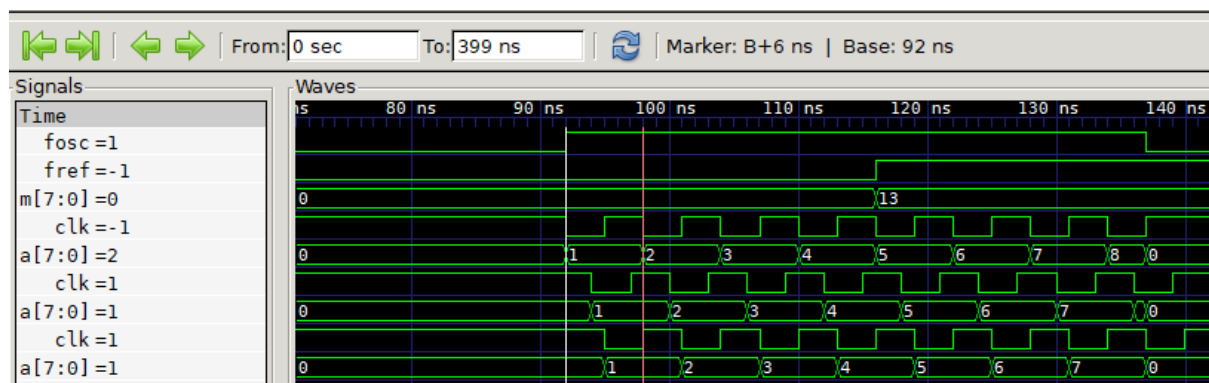 From: 0 sec To: 399 ns Marker: B+6 ns | Base: 92 ns
Signals Waves
Time ns 80 ns 90 ns 100 ns 110 ns 120 ns 130 ns 140 ns
fosc =1
fref =-1
m[7:0] =0 0 13
clk =-1
a[7:0] =2 0 1 2 3 4 5 6 7 8 0
clk =1
a[7:0] =1 0 1 2 3 4 5 6 7 0
clk =1
a[7:0] =1 0 1 2 3 4 5 6 7 0